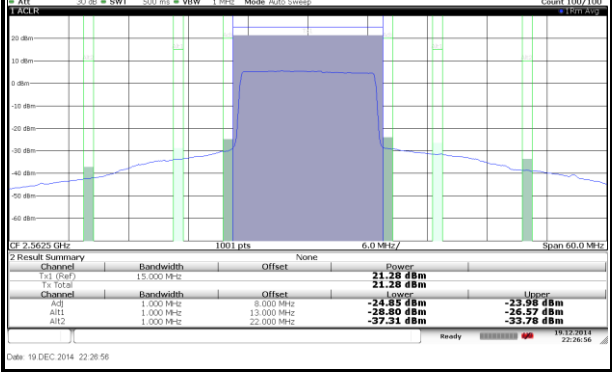 Att 30 dB SWT 500 ms VBW 1 MHz Mode Auto Sweep Count 100/100
1 ACLR 1Rm Avg
20 dBm
10 dBm
0 dBm
-10 dBm
-20 dBm
-30 dBm
-40 dBm
-50 dBm
-60 dBm
CF 2.5625 GHz 1001 pts 6.0 MHz/ Span 60.0 MHz
2 Result Summary None
Channel Bandwidth Offset Power
Tx1 (Ref) 15.000 MHz 21.28 dBm
Tx Total 21.28 dBm
Channel Bandwidth Offset Lower Upper
Adj 1.000 MHz 8.000 MHz -24.85 dBm -23.98 dBm
Alt1 1.000 MHz 13.000 MHz -28.80 dBm -26.57 dBm
Alt2 1.000 MHz 22.000 MHz -37.31 dBm -33.78 dBm
Ready 19.12.2014
22:26:56
Date: 19.DEC.2014 22:26:56